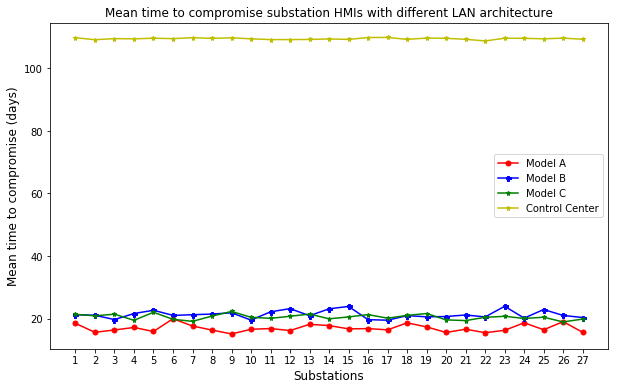 Mean time to compromise substation HMIs with different LAN architecture
Mean time to compromise (days)
100
80
60
40
20
Model A
Model B
Model C
Control Center
1 2 3 4 5 6 7 8 9 10 11 12 13 14 15 16 17 18 19 20 21 22 23 24 25 26 27
Substations